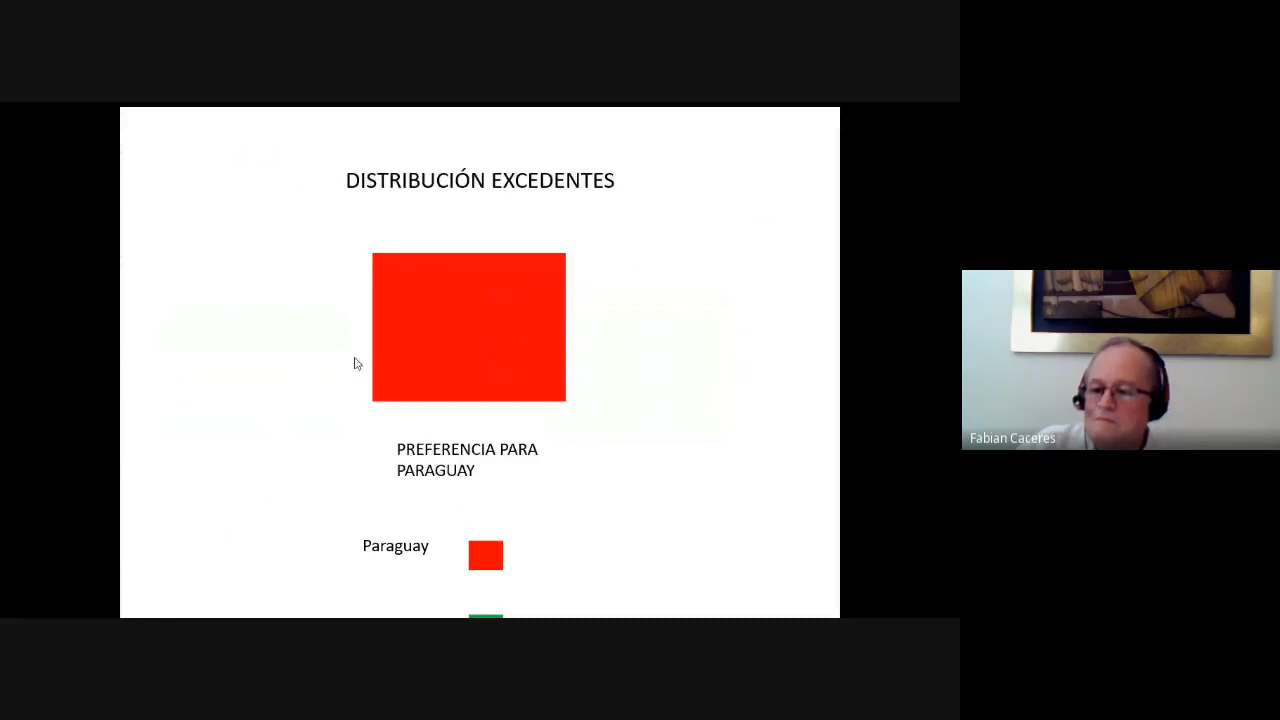 DISTRIBUCIÓN EXCEDENTES
PREFERENCIA PARA
PARAGUAY
Paraguay
Fabian Caceres